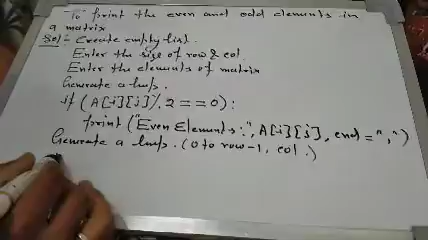 To print the even and odd elements in
a matrix
Sol:- Create empty list.
Enter the size of row & col
Enter the elements of matrix
Generate a loop.
if (A[i][j] % 2 == 0):
print ("Even Elements:", A[i][j], end = ",")
Generate a loop. (0 to row-1, col.)